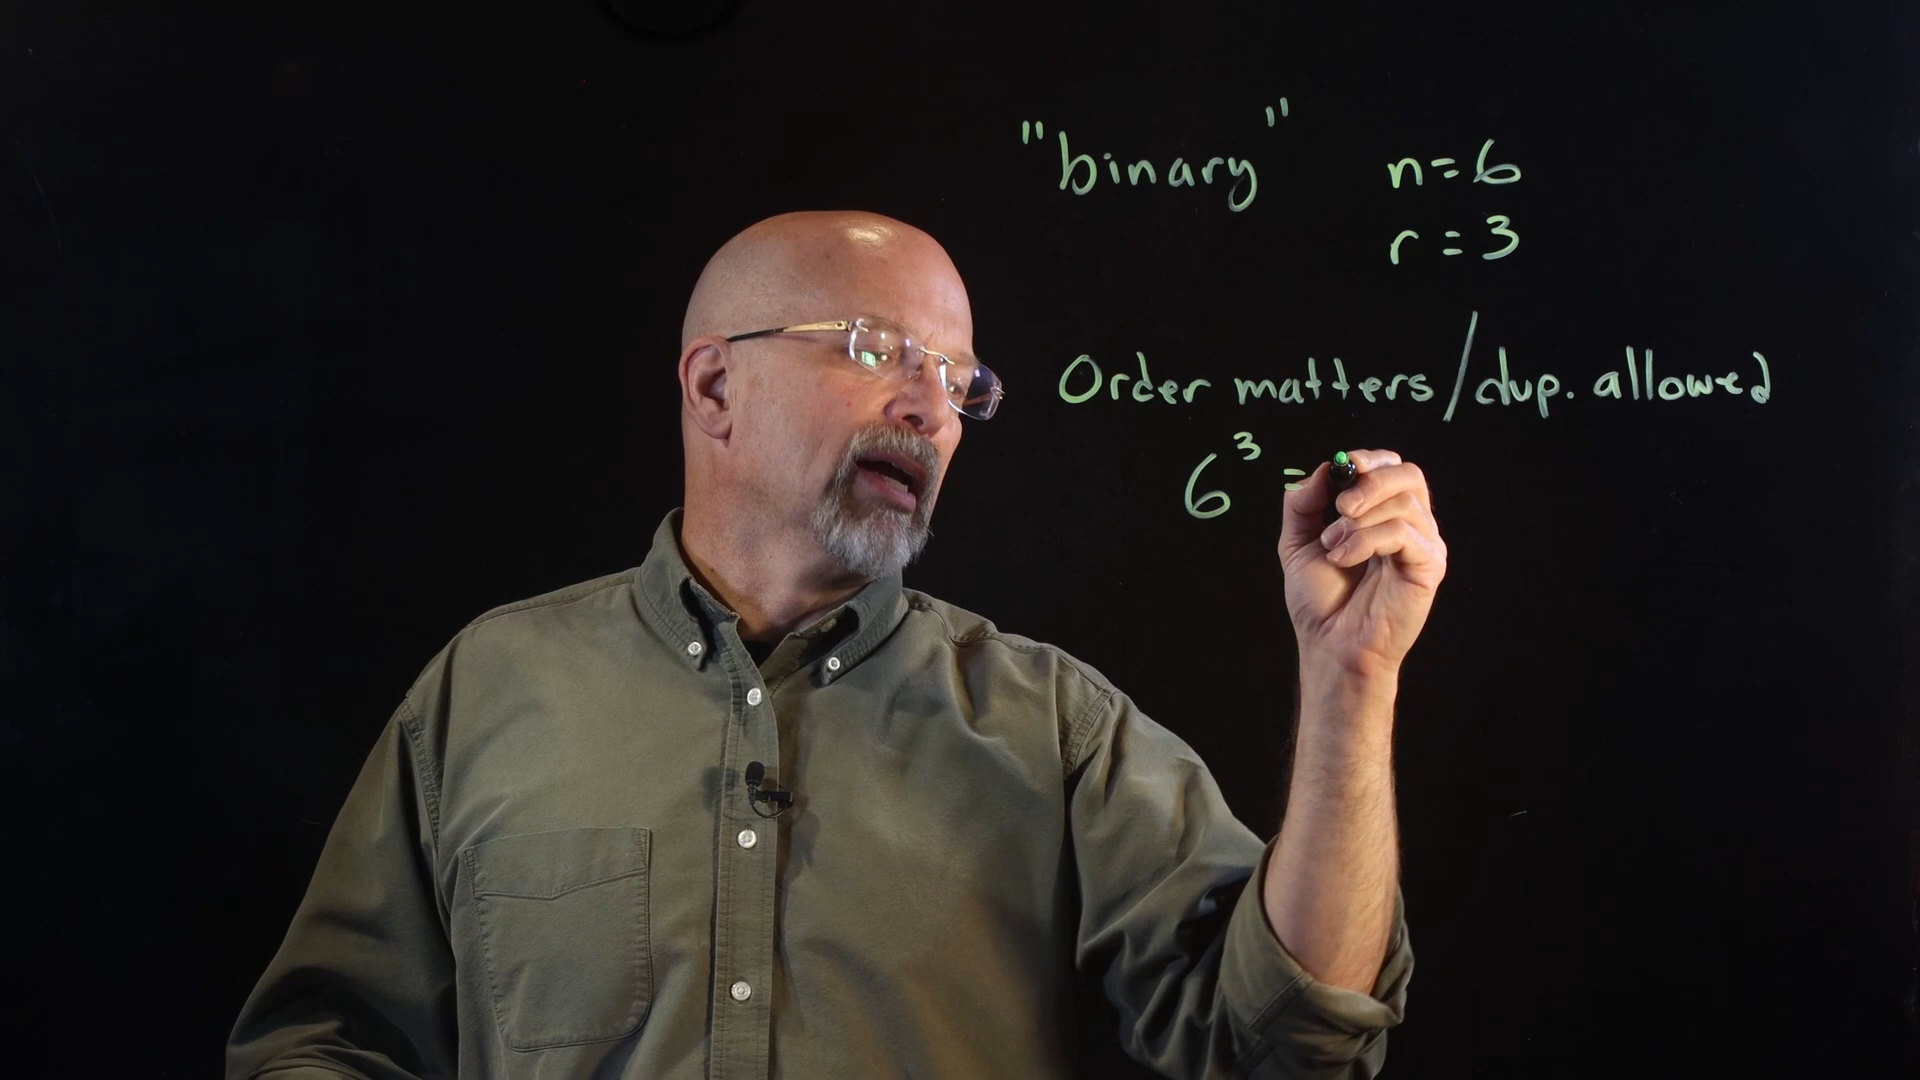 "binary" n=6
r=3
Order matters/dup. allowed
6³ =